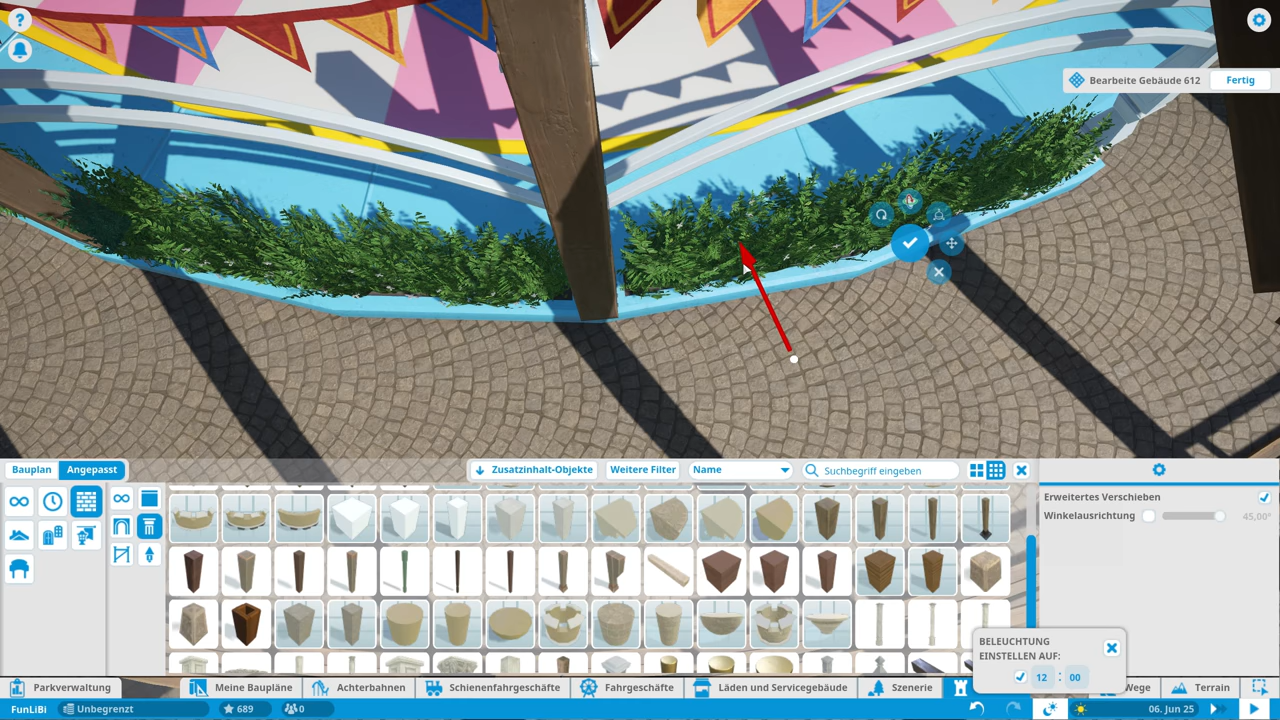 ?
Bearbeite Gebäude 612
Fertig
Bauplan
Angepasst
Zusatzinhalt-Objekte
Weitere Filter
Name
Suchbegriff eingeben
Erweitertes Verschieben
Winkelausrichtung
45,00°
BELEUCHTUNG
EINSTELLEN AUF:
12 : 00
Parkverwaltung
Meine Baupläne
Achterbahnen
Schienenfahrgeschäfte
Fahrgeschäfte
Läden und Servicegebäude
Szenerie
Wege
Terrain
FunLiBi
Unbegrenzt
689
0
06. Jun 25